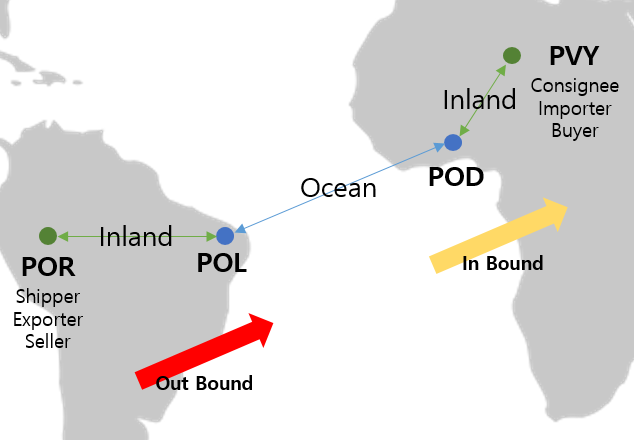 PVY
Consignee
Importer
Buyer
Inland
POD
Ocean
Inland
POL
POR
Shipper
Exporter
Seller
In Bound
Out Bound